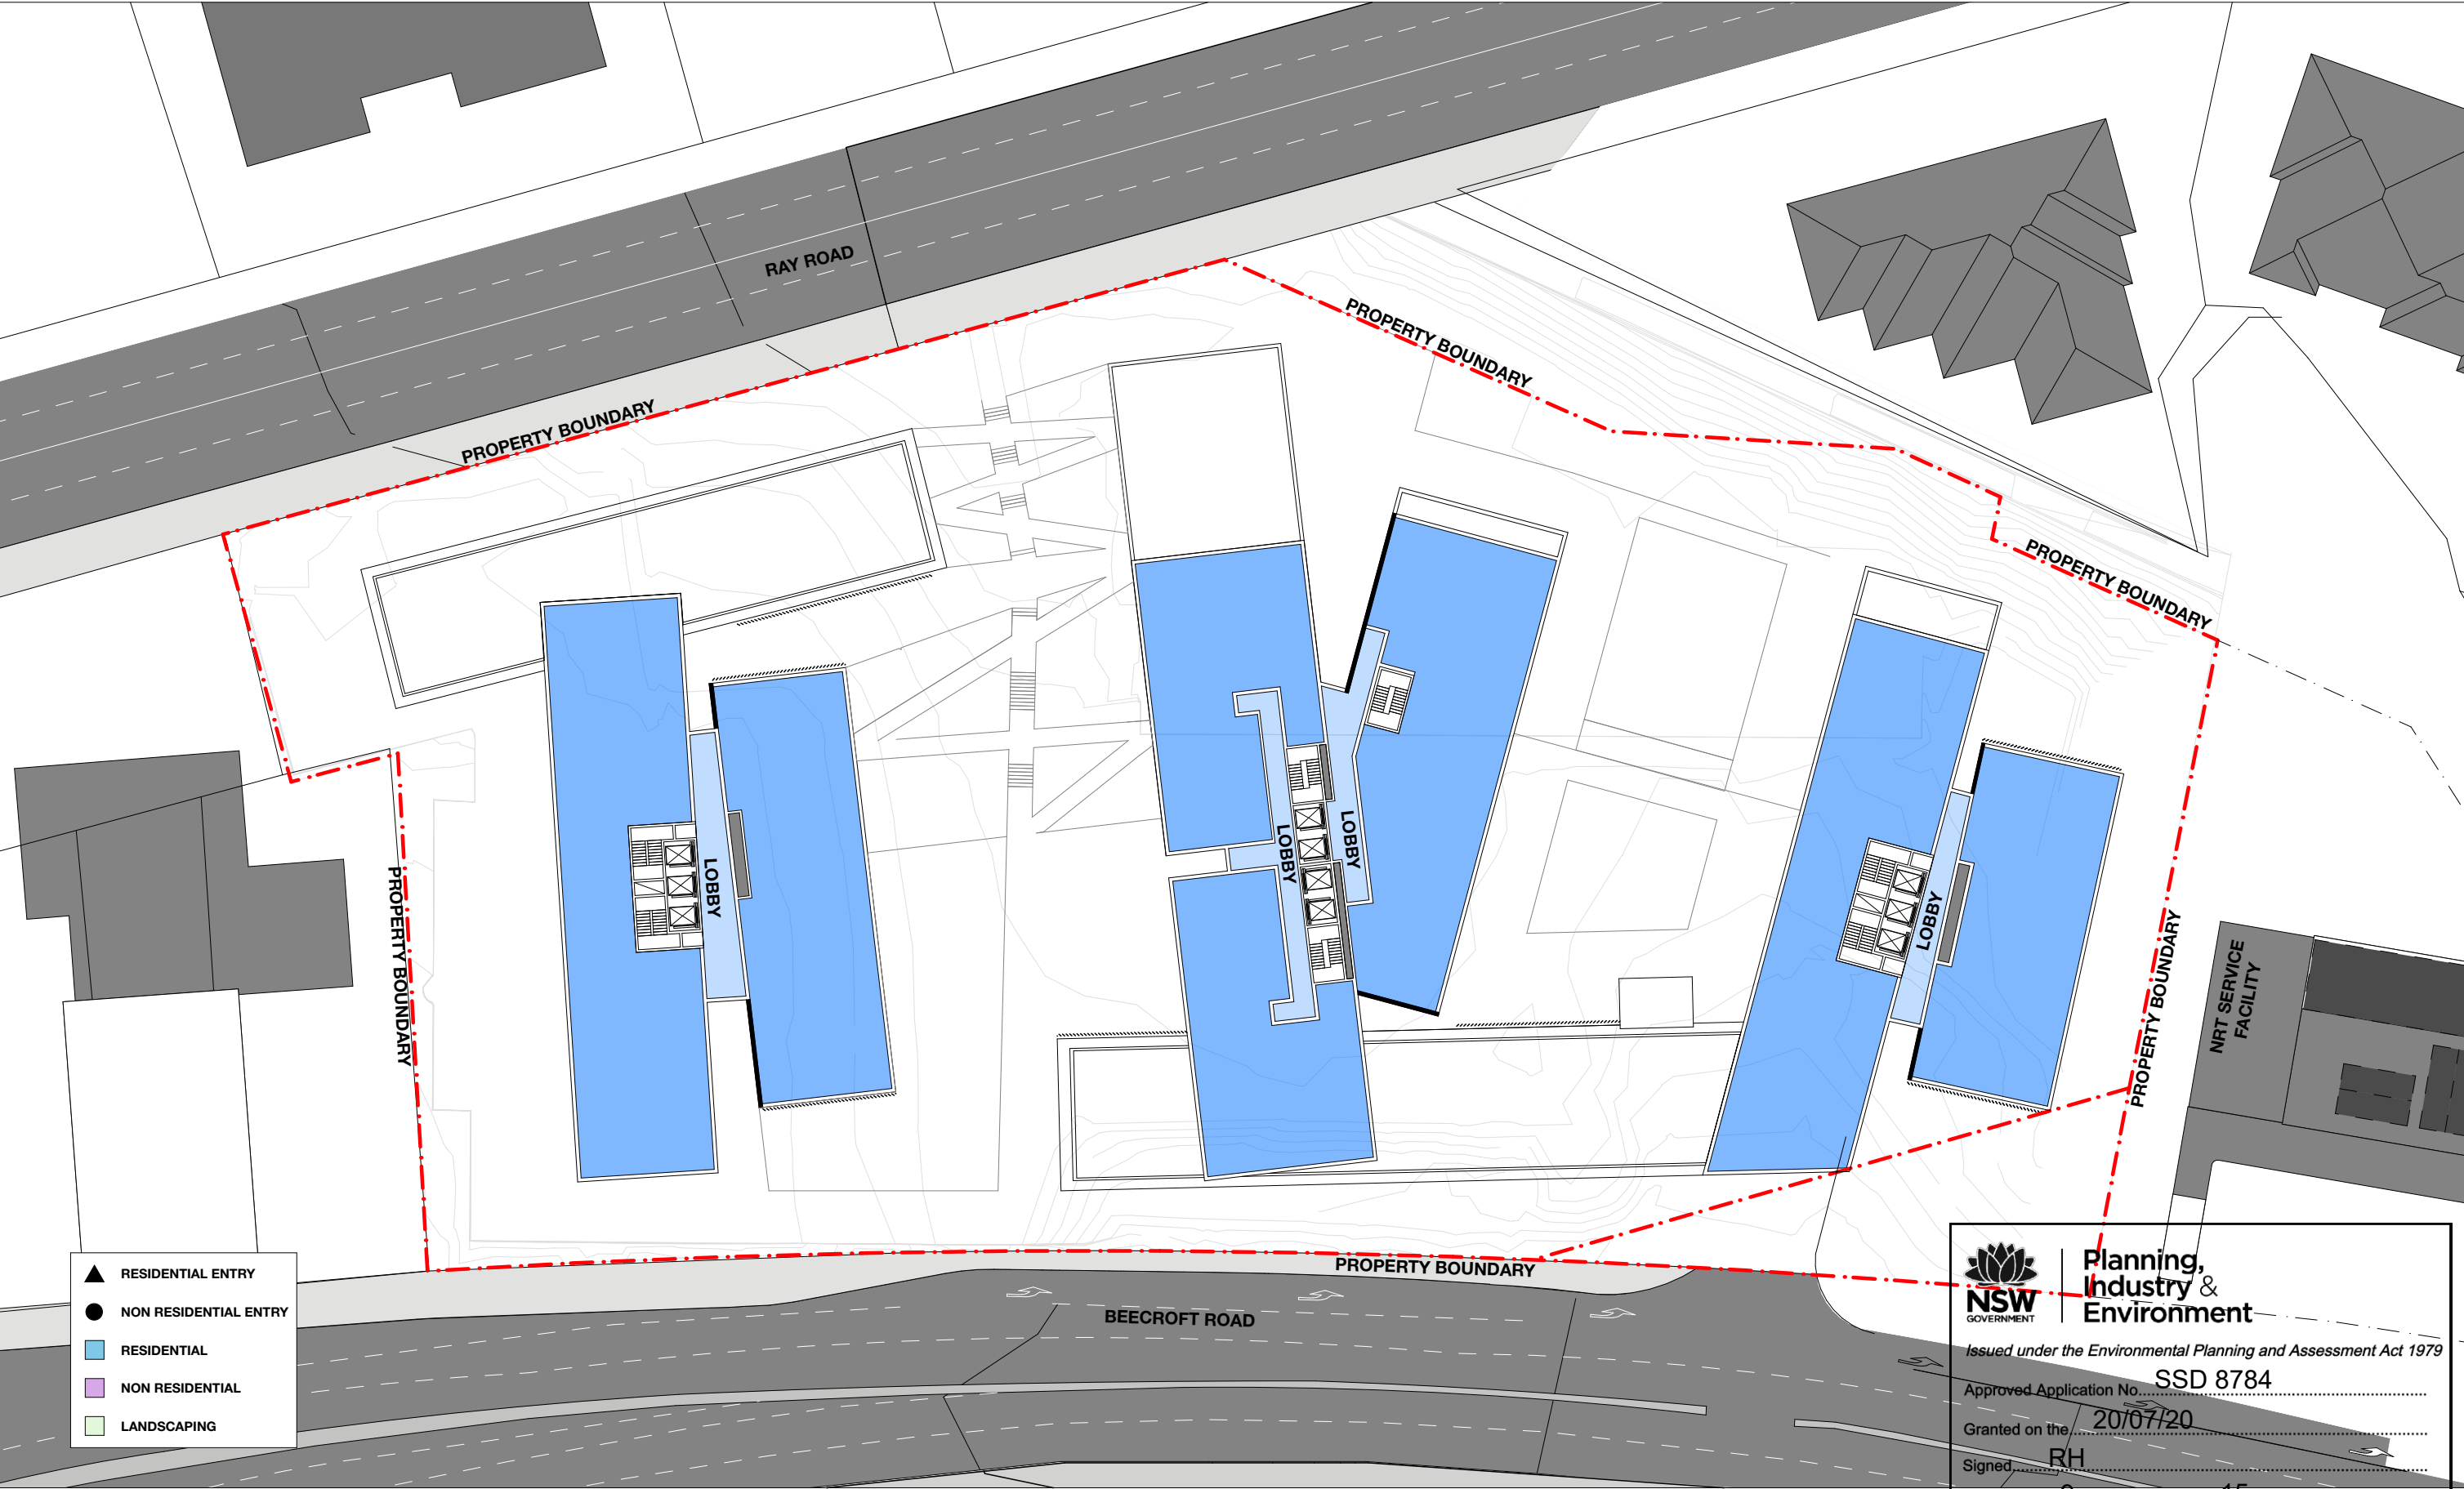 RAY ROAD
PROPERTY BOUNDARY
PROPERTY BOUNDARY
PROPERTY BOUNDARY
PROPERTY BOUNDARY
LOBBY
LOBBY
LOBBY
LOBBY
PROPERTY BOUNDARY
NRT SERVICE
FACILITY
PROPERTY BOUNDARY
BEECROFT ROAD
RESIDENTIAL ENTRY
NON RESIDENTIAL ENTRY
RESIDENTIAL
NON RESIDENTIAL
LANDSCAPING
NSW
GOVERNMENT
Planning,
Industry &
Environment
Issued under the Environmental Planning and Assessment Act 1979
Approved Application No. SSD 8784
Granted on the 20/07/20
Signed RH